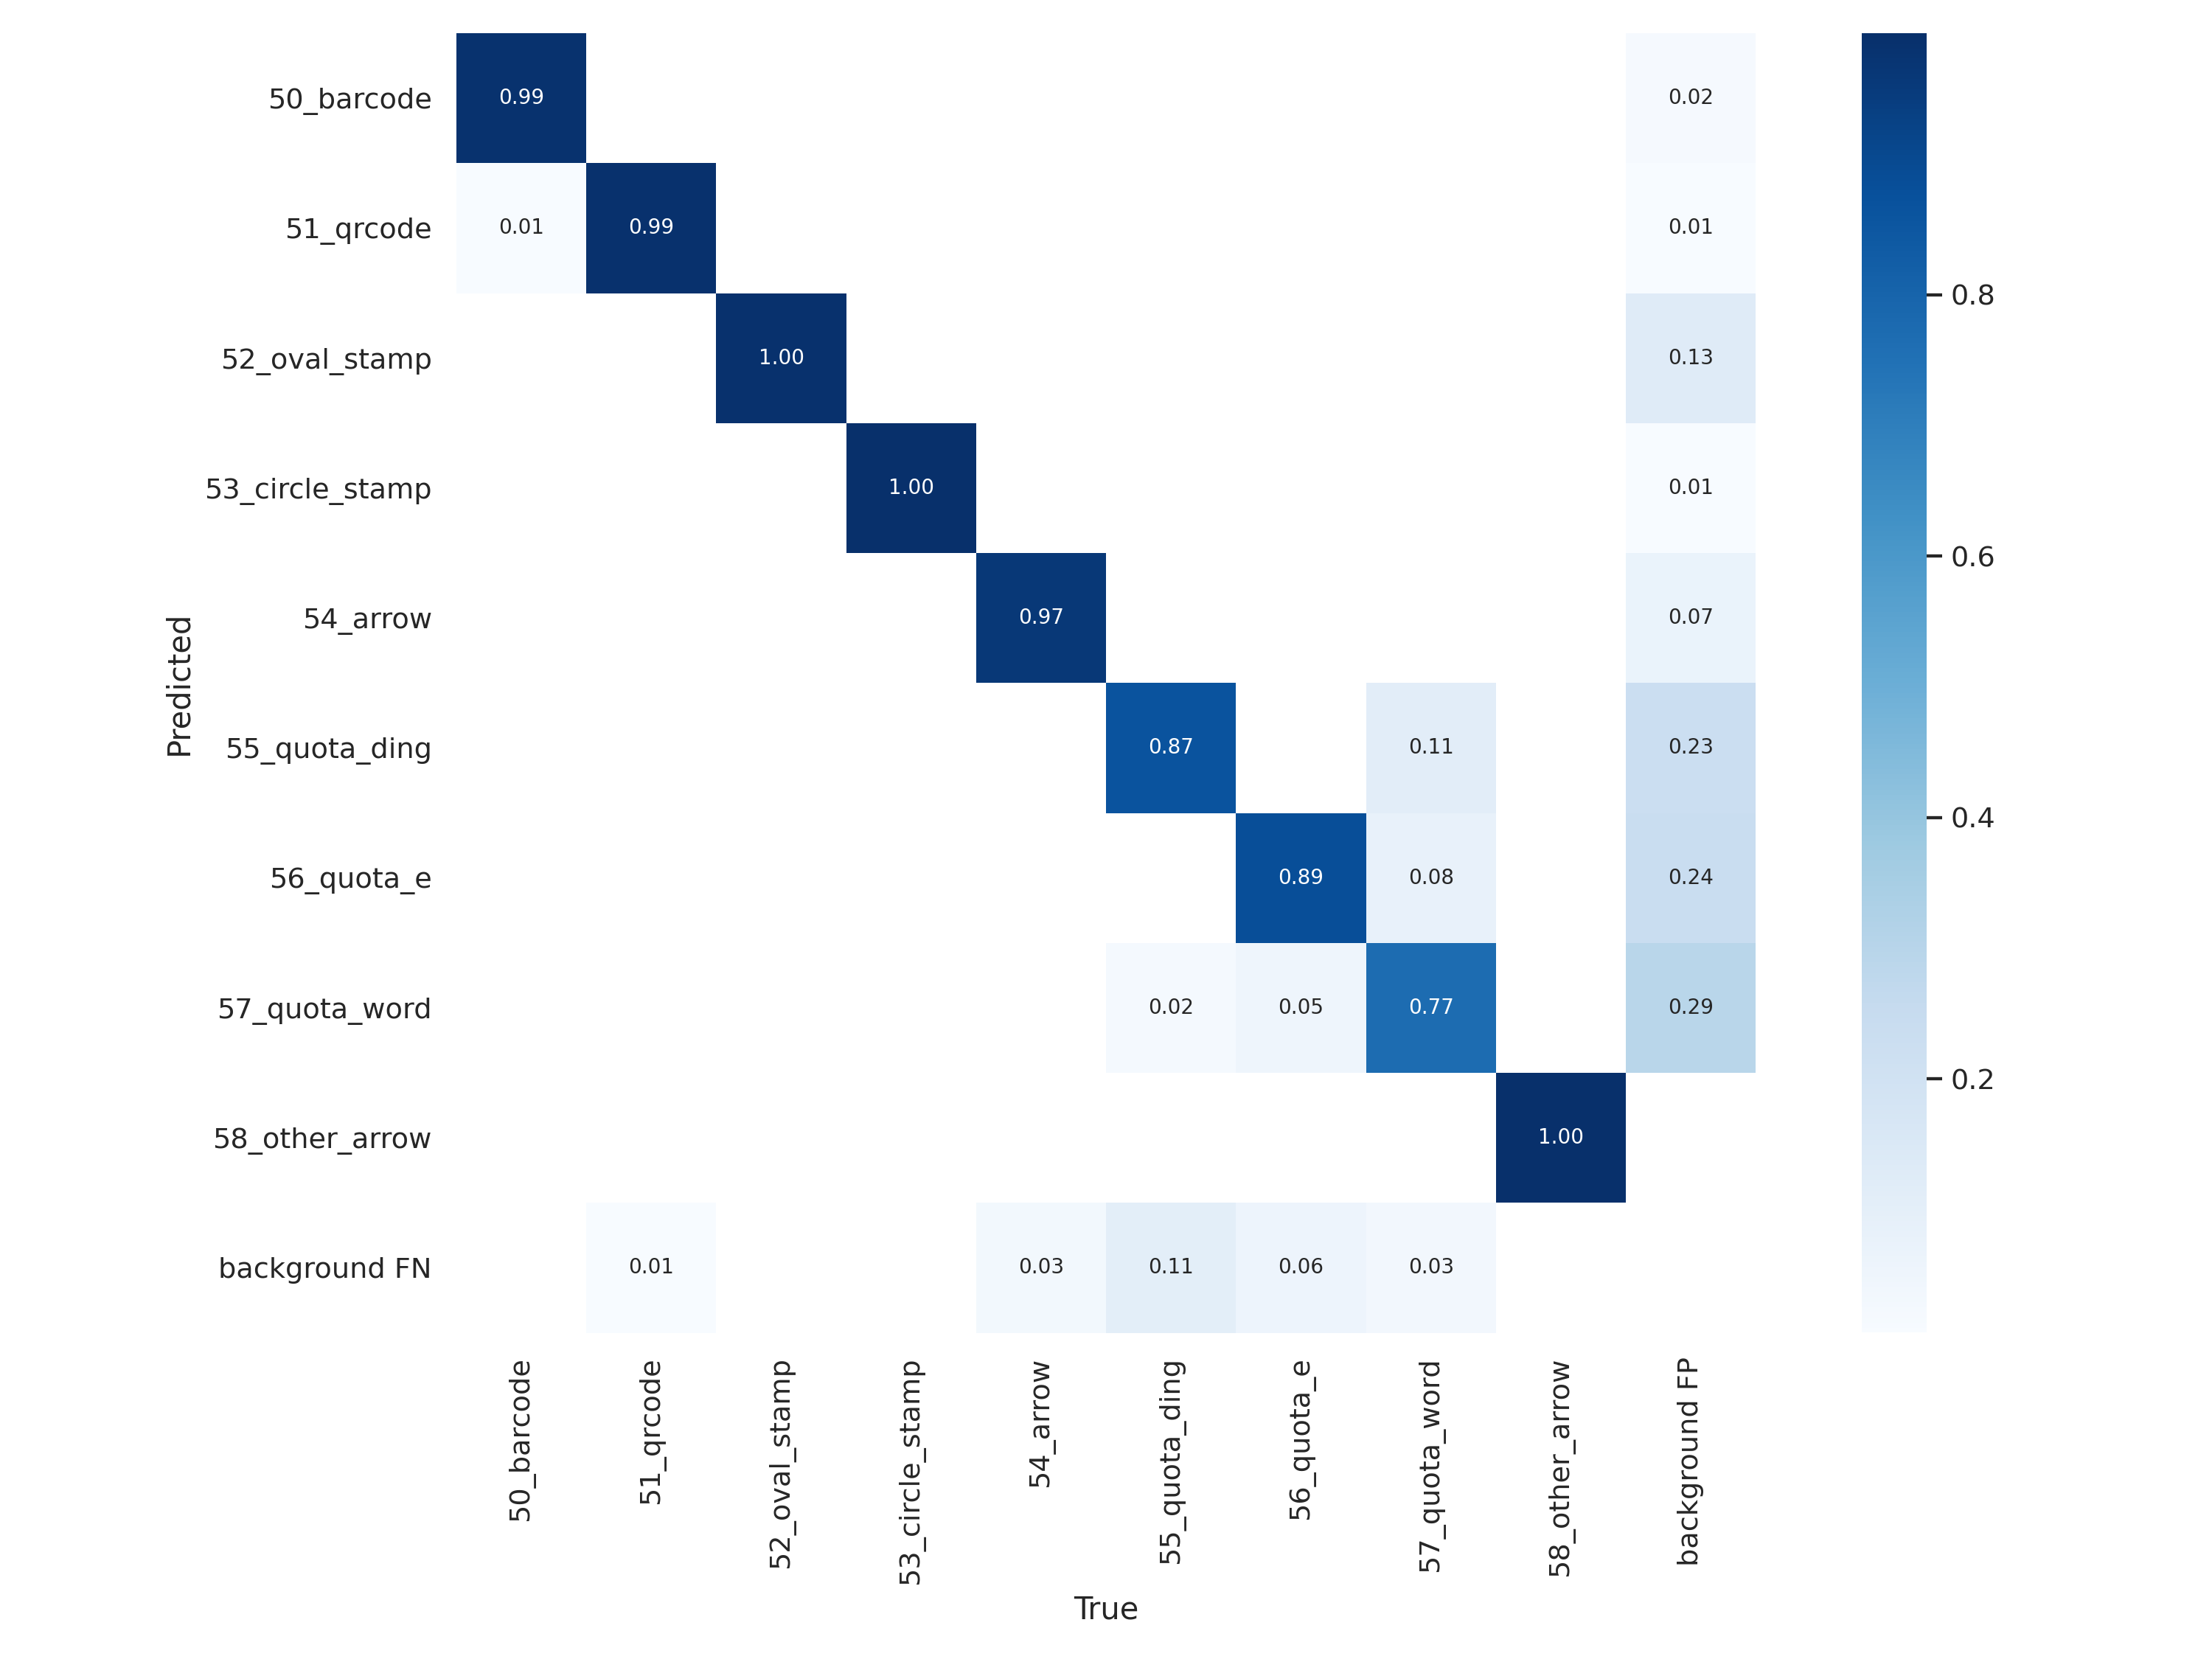 50_barcode 0.99 0.02
51_qrcode 0.01 0.99 0.01
52_oval_stamp 1.00 0.13
0.8
53_circle_stamp 1.00 0.01
0.6
54_arrow 0.97 0.07
Predicted
55_quota_ding 0.87 0.11 0.23
0.4
56_quota_e 0.89 0.08 0.24
57_quota_word 0.02 0.05 0.77 0.29
0.2
58_other_arrow 1.00
background FN 0.01 0.03 0.11 0.06 0.03
50_barcode
51_qrcode
52_oval_stamp
53_circle_stamp
54_arrow
55_quota_ding
56_quota_e
57_quota_word
58_other_arrow
background FP
True